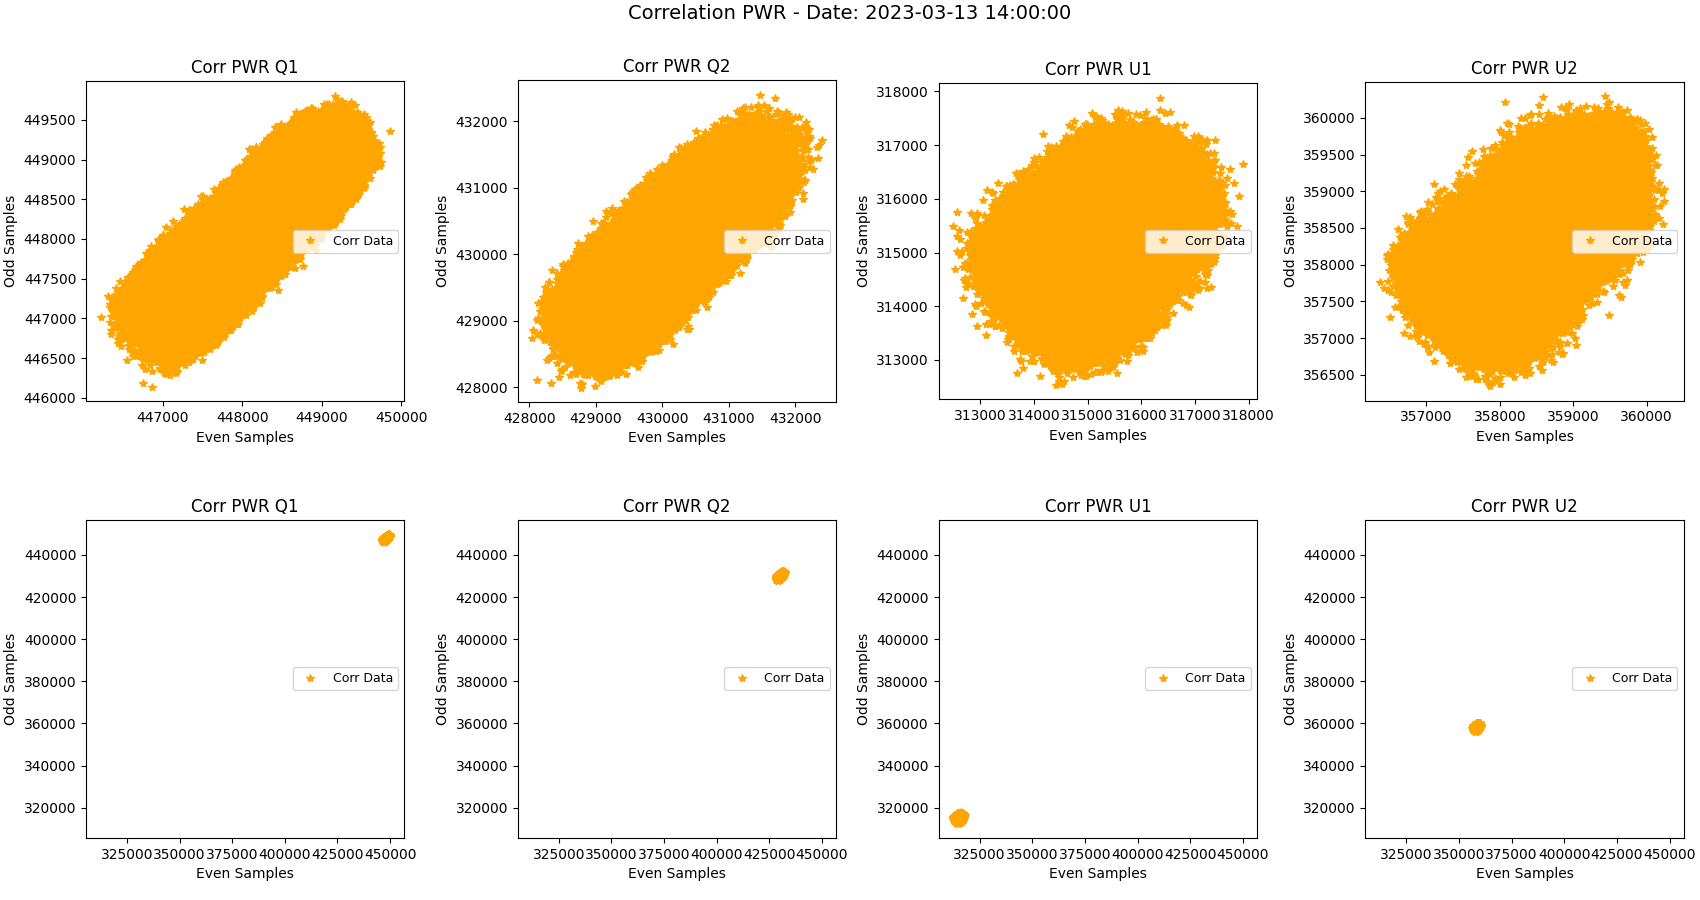 Correlation PWR - Date: 2023-03-13 14:00:00
Corr PWR Q1
449500
449000
448500
448000
447500
447000
446500
446000
Odd Samples
Corr Data
447000 448000 449000 450000
Even Samples
Corr PWR Q2
432000
431000
430000
429000
428000
Odd Samples
Corr Data
428000 429000 430000 431000 432000
Even Samples
Corr PWR U1
318000
317000
316000
315000
314000
313000
Odd Samples
Corr Data
313000 314000 315000 316000 317000 318000
Even Samples
Corr PWR U2
360000
359500
359000
358500
358000
357500
357000
356500
Odd Samples
Corr Data
357000 358000 359000 360000
Even Samples
Corr PWR Q1
440000
420000
400000
380000
360000
340000
320000
Odd Samples
Corr Data
325000 350000 375000 400000 425000 450000
Even Samples
Corr PWR Q2
440000
420000
400000
380000
360000
340000
320000
Odd Samples
Corr Data
325000 350000 375000 400000 425000 450000
Even Samples
Corr PWR U1
440000
420000
400000
380000
360000
340000
320000
Odd Samples
Corr Data
325000 350000 375000 400000 425000 450000
Even Samples
Corr PWR U2
440000
420000
400000
380000
360000
340000
320000
Odd Samples
Corr Data
325000 350000 375000 400000 425000 450000
Even Samples